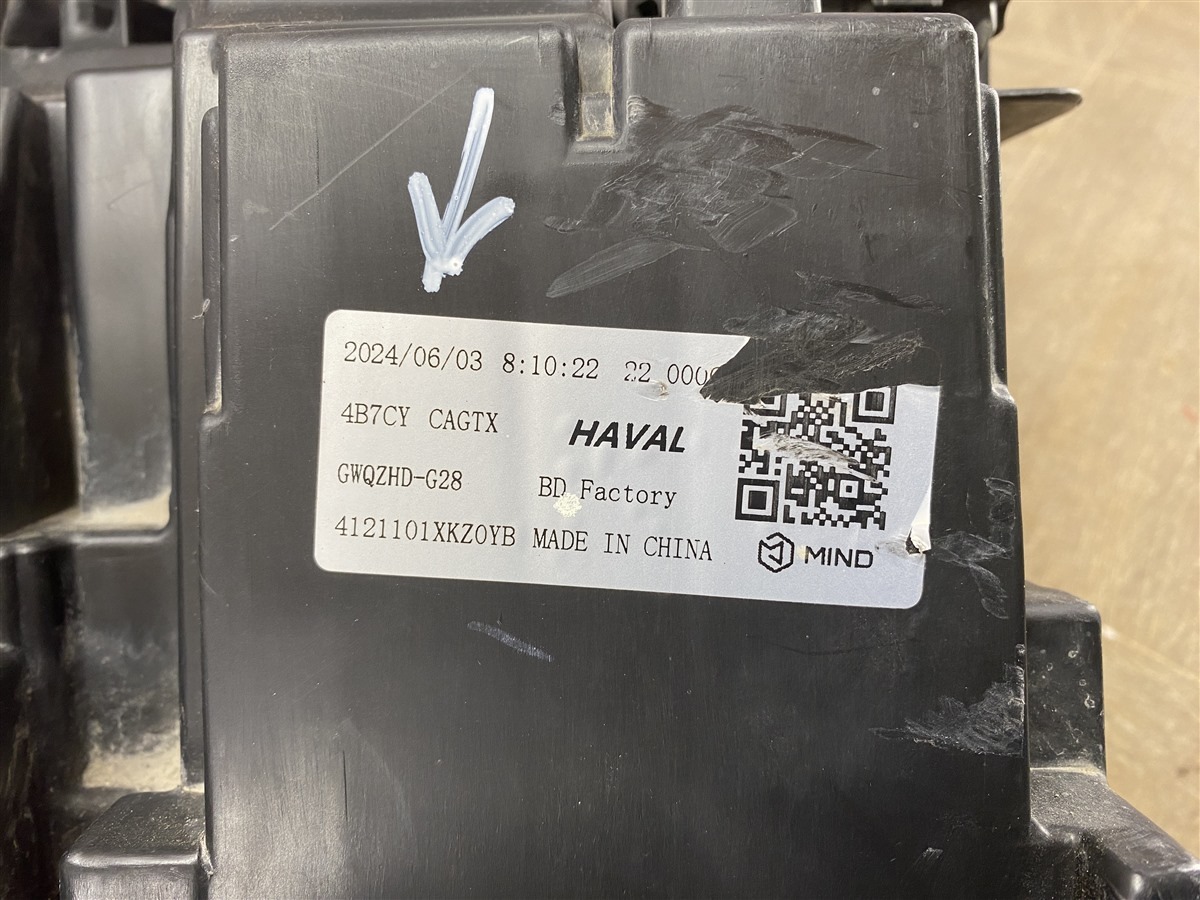 2024/06/03 8:10:22 22 000
4B7CY CAGTX
HAVAL
GWQZHD-G28 BD Factory
4121101XKZ0YB MADE IN CHINA
MIND